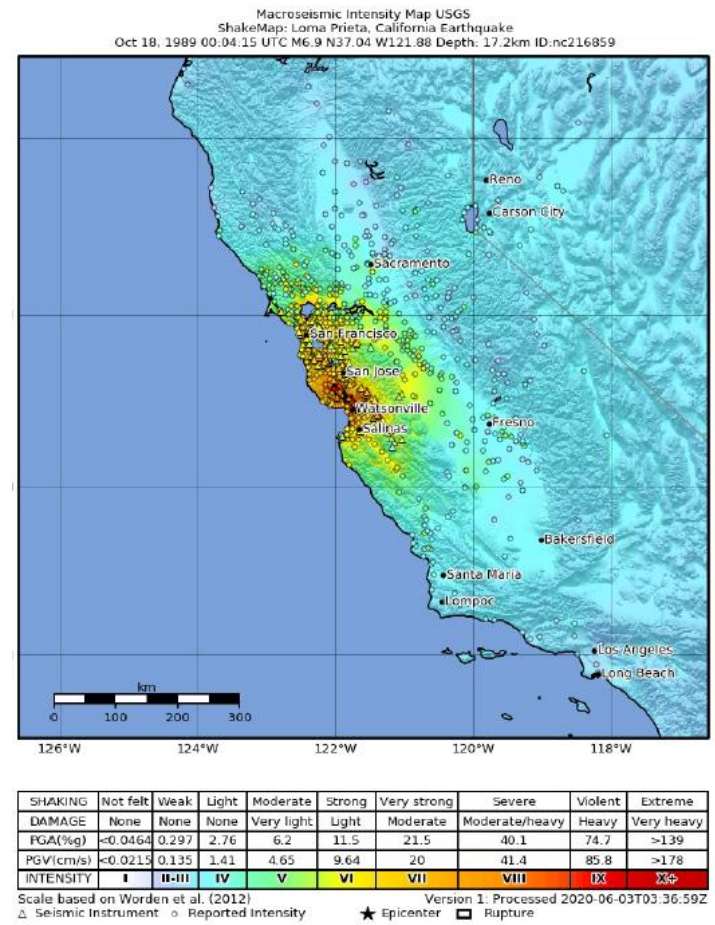 Macroseismic Intensity Map USGS
ShakeMap: Loma Prieta, California Earthquake
Oct 18, 1989 00:04:15 UTC M6.9 N37.04 W121.88 Depth: 17.2km ID:nc216859
Reno
Carson City
Sacramento
San Francisco
San Jose
Watsonville
Salinas
Fresno
Bakersfield
Santa Maria
Lompoc
Los Angeles
Long Beach
km
0 100 200 300
126°W 124°W 122°W 120°W 118°W
SHAKING Not felt Weak Light Moderate Strong Very strong Severe Violent Extreme
DAMAGE None None None Very light Light Moderate Moderate/heavy Heavy Very heavy
PGA(%g) <0.0464 0.297 2.76 6.2 11.5 21.5 40.1 74.7 >139
PGV(cm/s) <0.0215 0.135 1.41 4.65 9.64 20 41.4 85.8 >178
INTENSITY I II-III IV V VI VII VIII IX X+
Scale based on Worden et al. (2012) Version 1: Processed 2020-06-03T03:36:59Z
△ Seismic Instrument ○ Reported Intensity ★ Epicenter □ Rupture